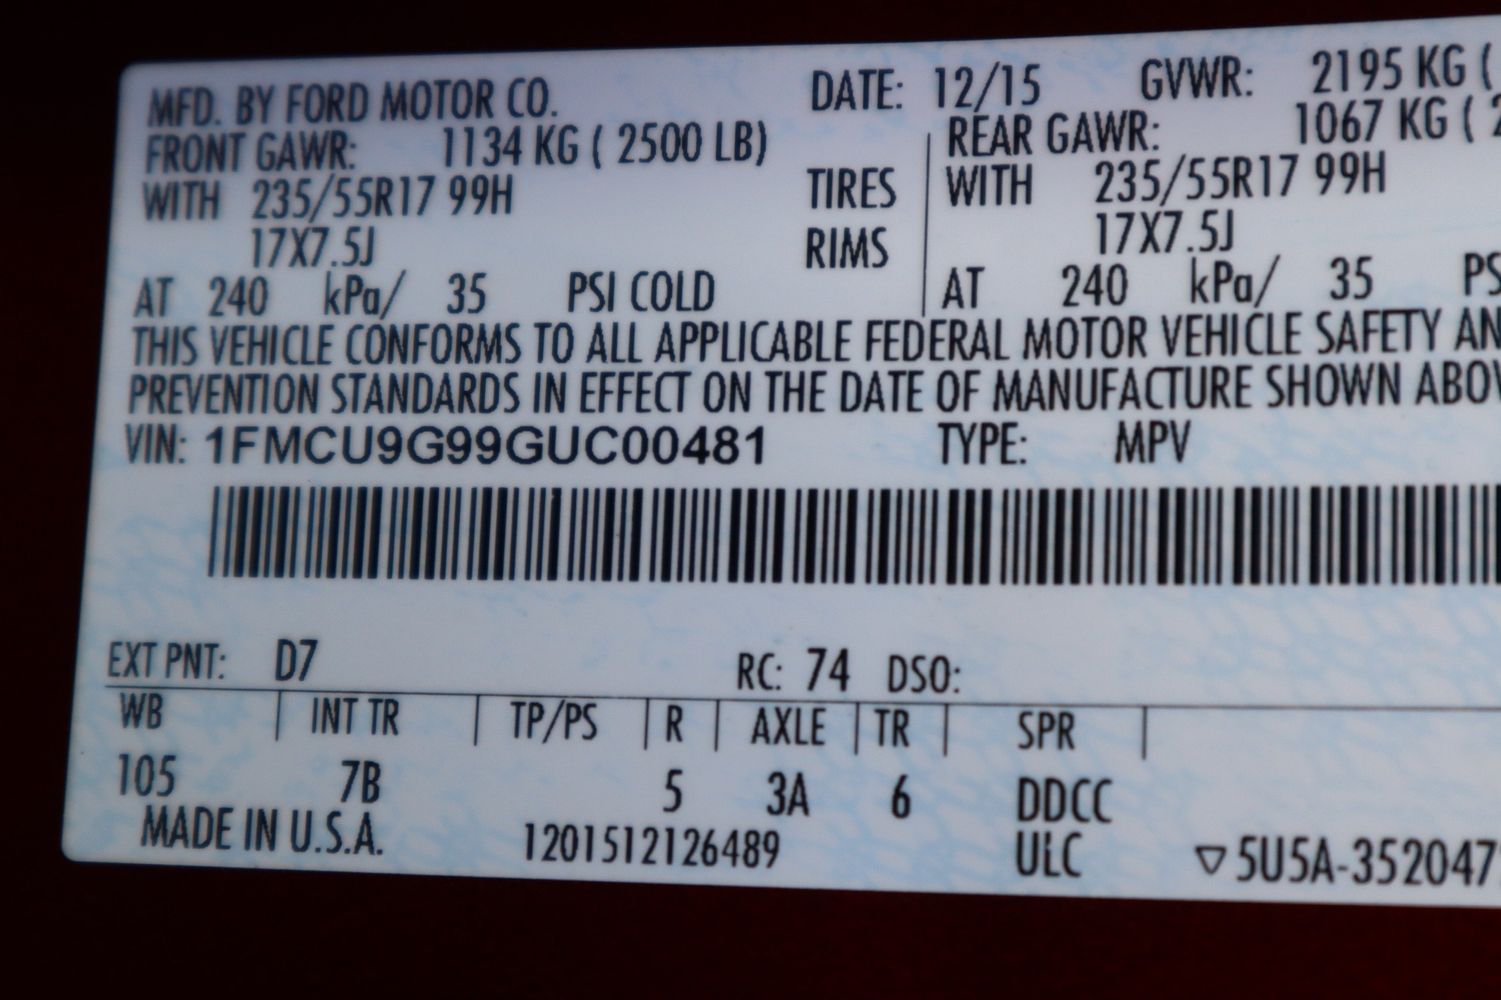 MFD. BY FORD MOTOR CO. DATE: 12/15 GVWR: 2195 KG (
FRONT GAWR: 1134 KG ( 2500 LB) REAR GAWR: 1067 KG ( 2
WITH 235/55R17 99H TIRES WITH 235/55R17 99H
17X7.5J RIMS 17X7.5J
AT 240 kPa/ 35 PSI COLD AT 240 kPa/ 35 PS
THIS VEHICLE CONFORMS TO ALL APPLICABLE FEDERAL MOTOR VEHICLE SAFETY AN
PREVENTION STANDARDS IN EFFECT ON THE DATE OF MANUFACTURE SHOWN ABOV
VIN: 1FMCU9G99GUC00481 TYPE: MPV
EXT PNT: D7 RC: 74 DSO:
WB INT TR TP/PS R AXLE TR SPR
105 7B 5 3A 6 DDCC
MADE IN U.S.A. 1201512126489 ULC ▽5U5A-3520472